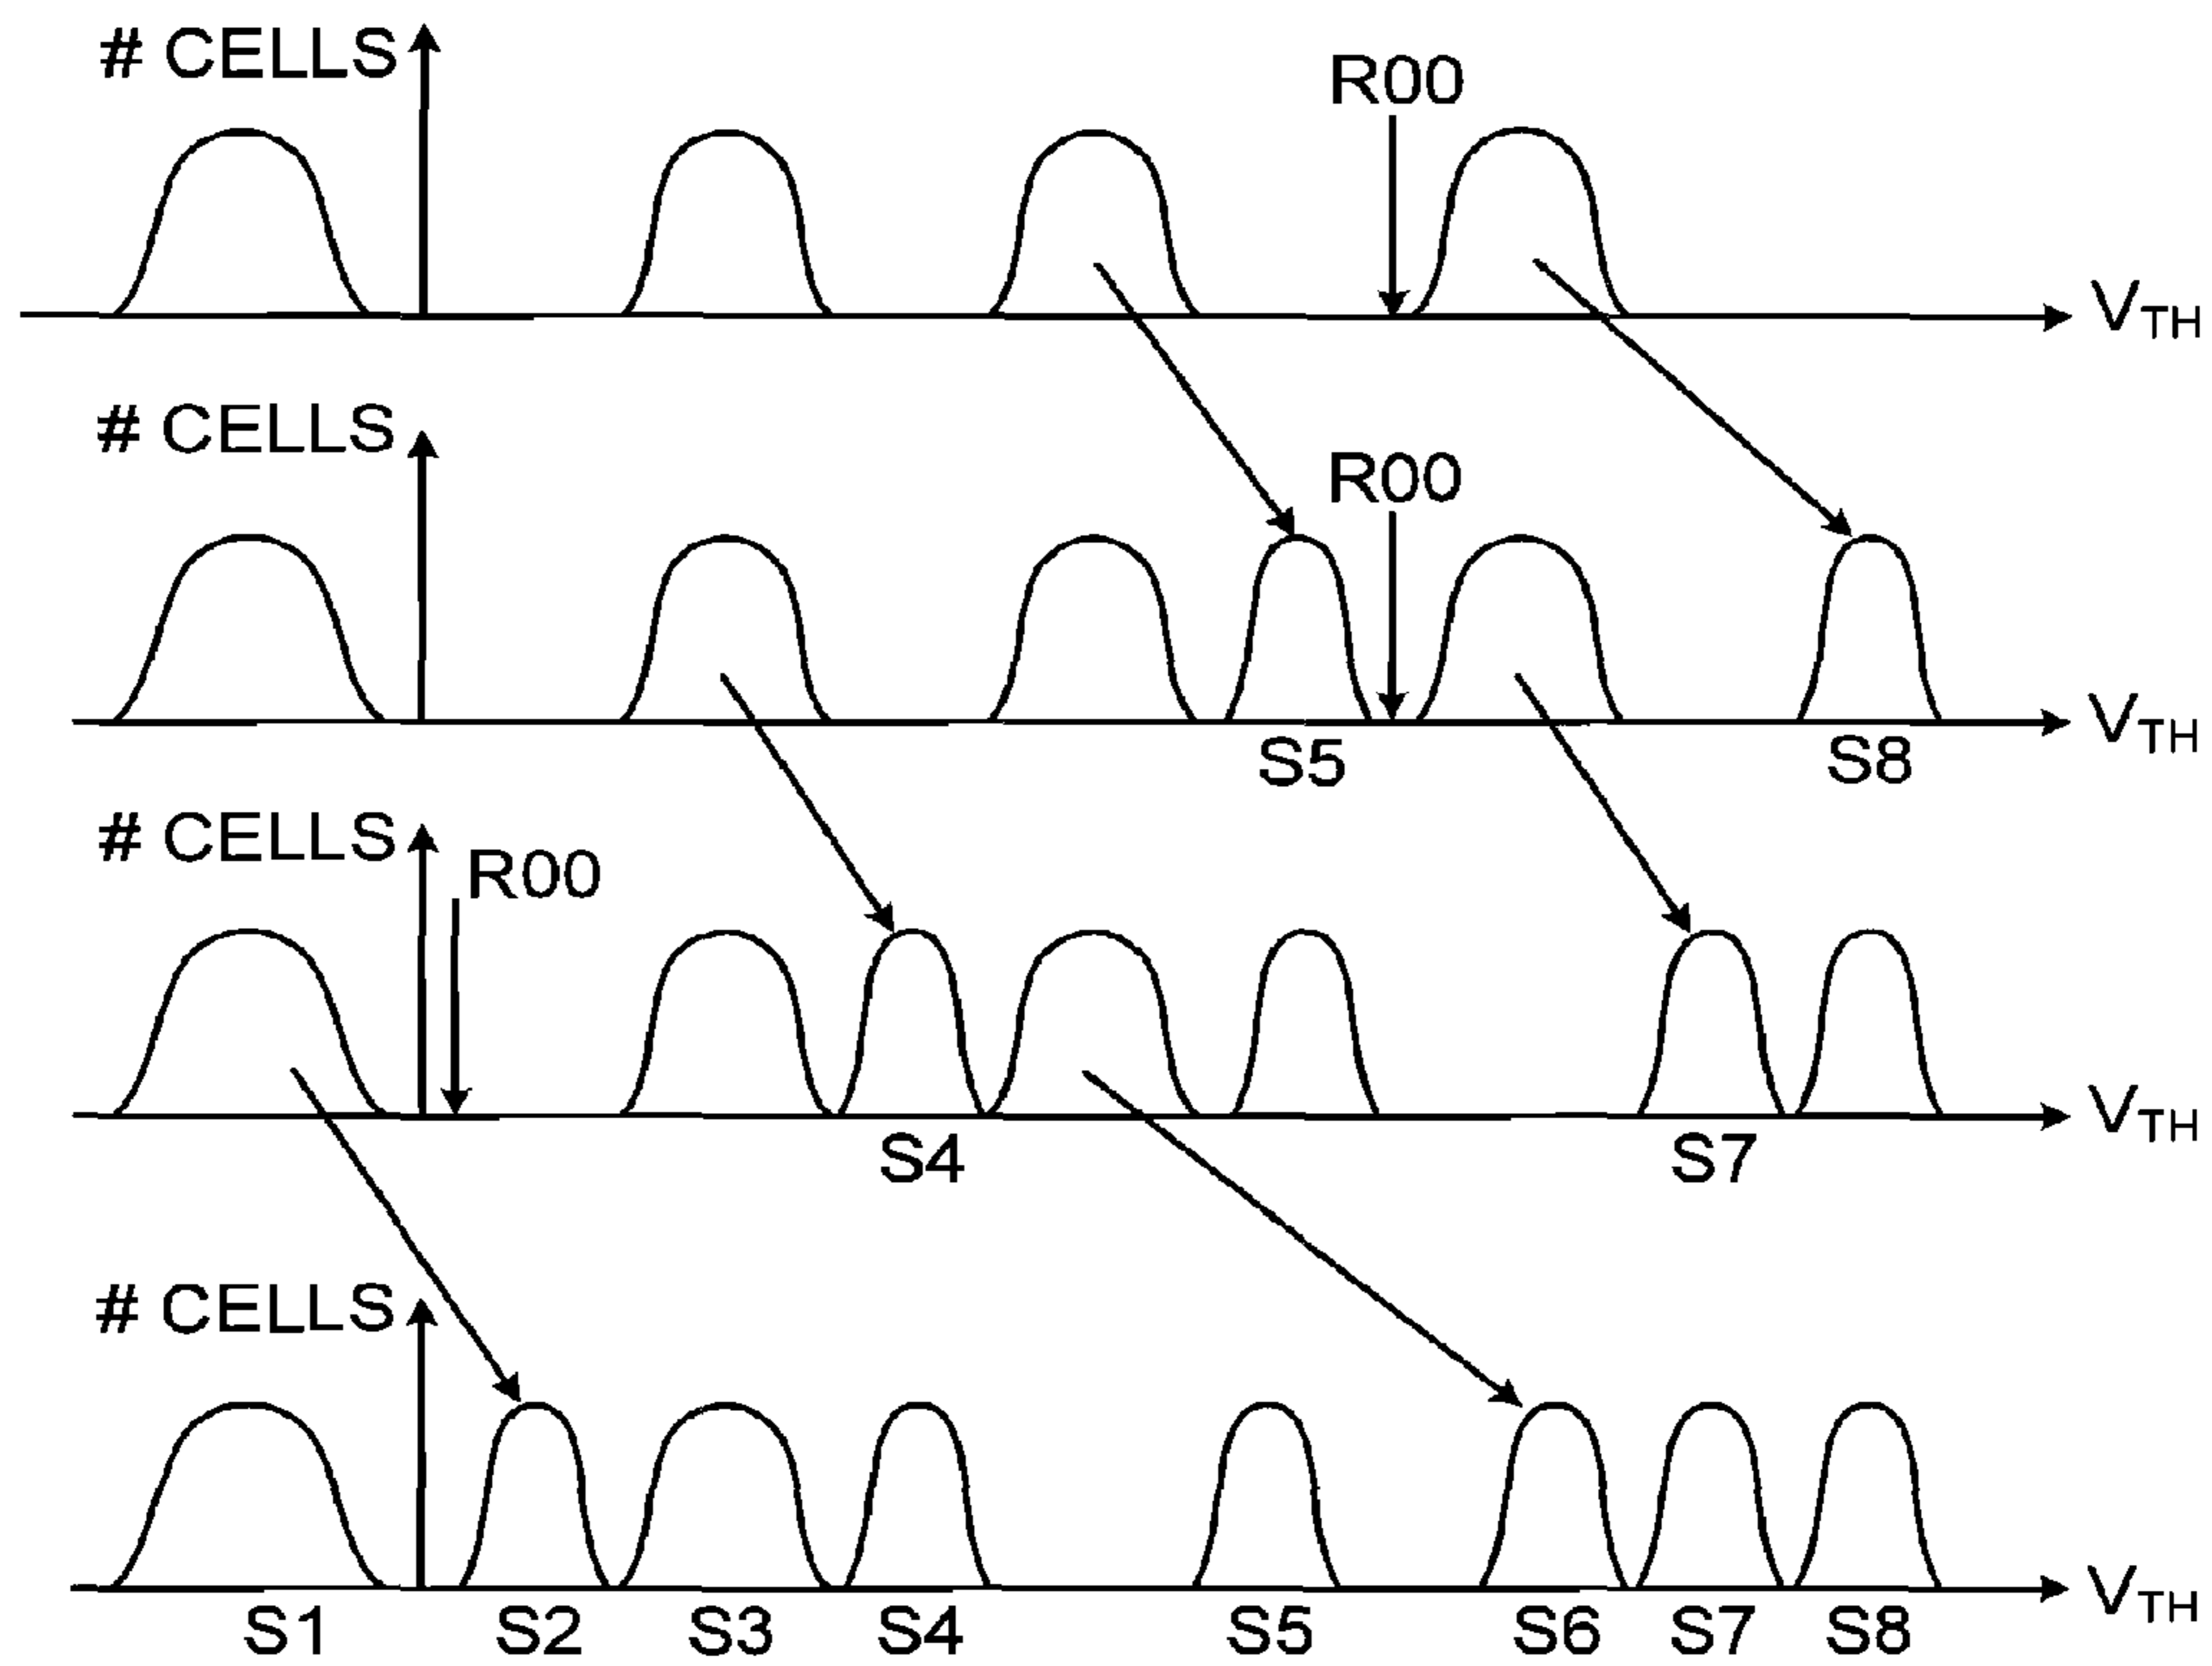 # CELLS
R00
VTH
# CELLS
R00
VTH
S5 S8
# CELLS
R00
VTH
S4 S7
# CELLS
VTH
S1 S2 S3 S4 S5 S6 S7 S8